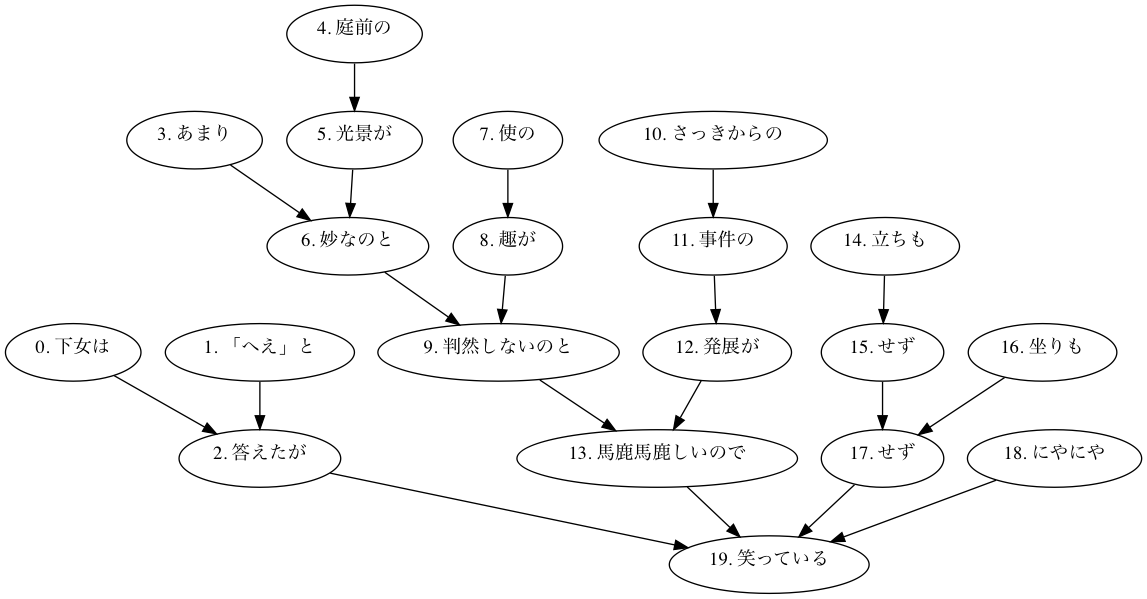 4. 庭前の
3. あまり
5. 光景が
7. 使の
10. さっきからの
6. 妙なのと
8. 趣が
11. 事件の
14. 立ちも
0. 下女は
1. 「へえ」と
9. 判然しないのと
12. 発展が
15. せず
16. 坐りも
2. 答えたが
13. 馬鹿馬鹿しいので
17. せず
18. にやにや
19. 笑っている